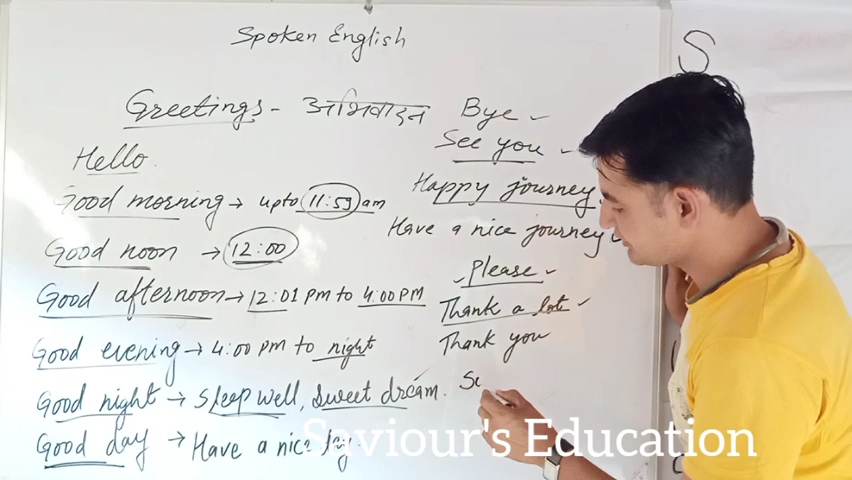 Spoken English
Greetings - अभिवादन
Hello.
Good morning → upto 11:59 am
Good noon → 12:00
Good afternoon → 12:01 PM to 4:00 PM
Good evening → 4:00 pm to night
Good night → Sleep well, Sweet dream.
Good day → Have a nice day
Bye
See you
Happy journey
Have a nice journey
Please
Thank a lot
Thank you
S
Saviour's Education